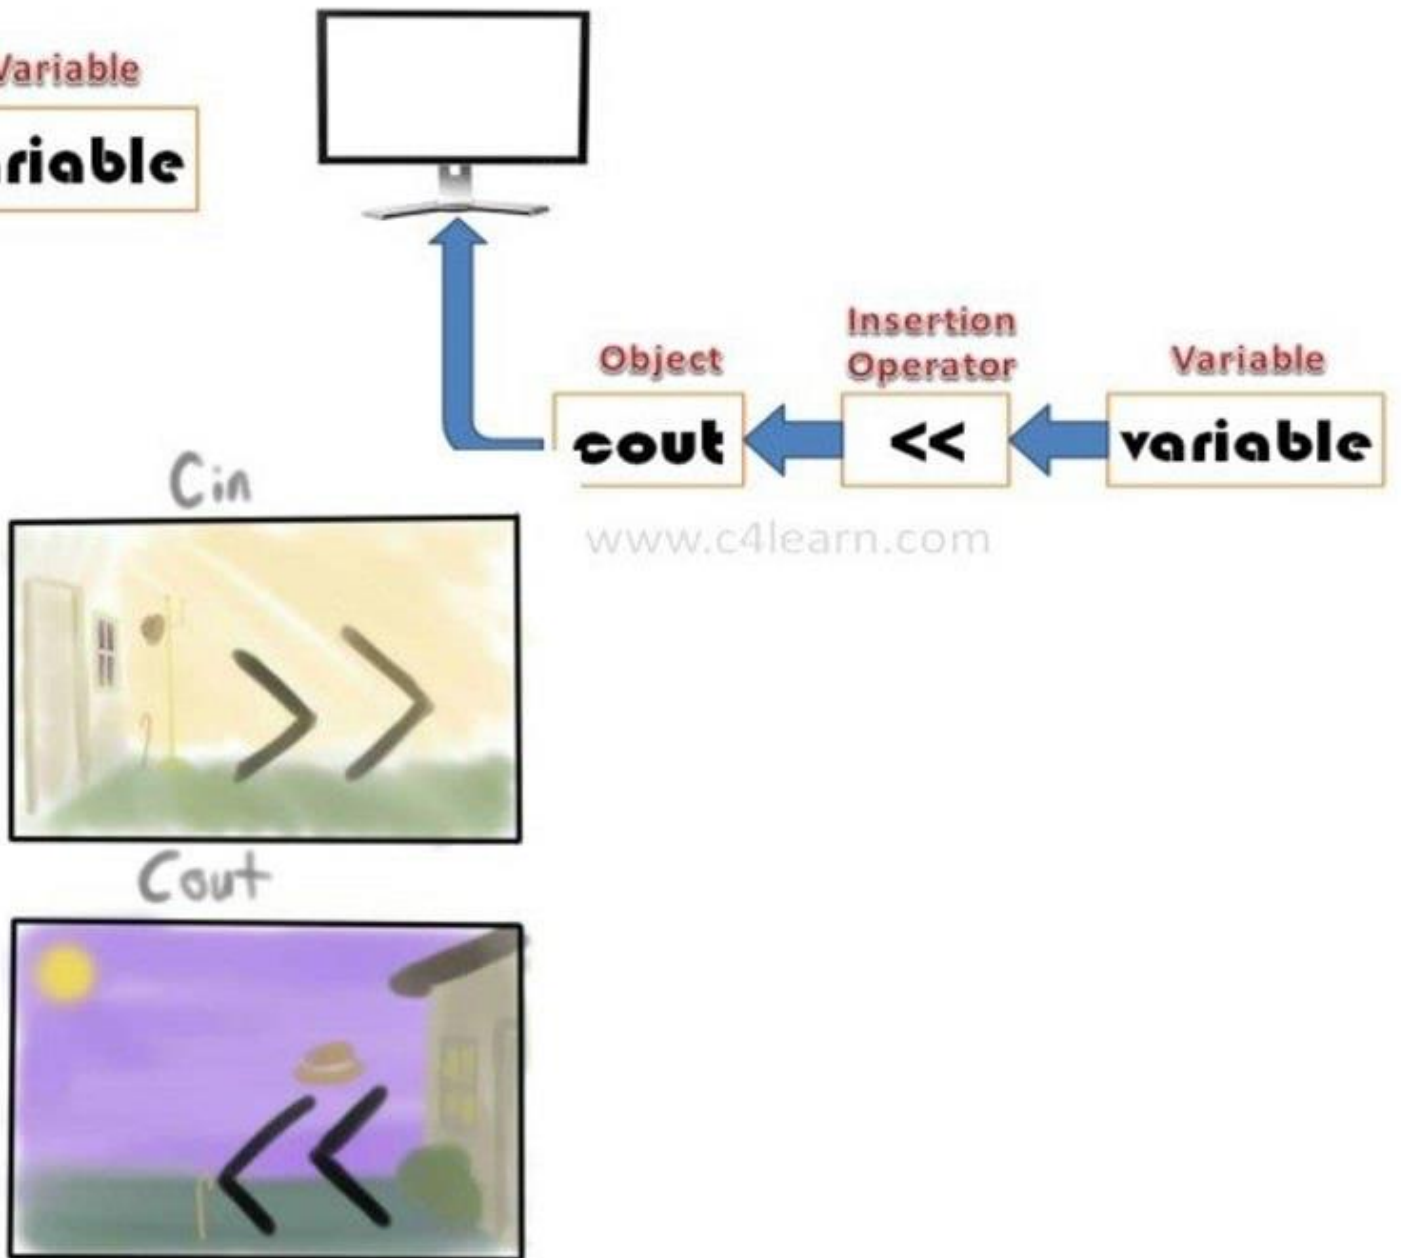 Variable
riable
Insertion
Operator
Object
Variable
cout
<<
variable
www.c4learn.com
Cin
>>
Cout
<<